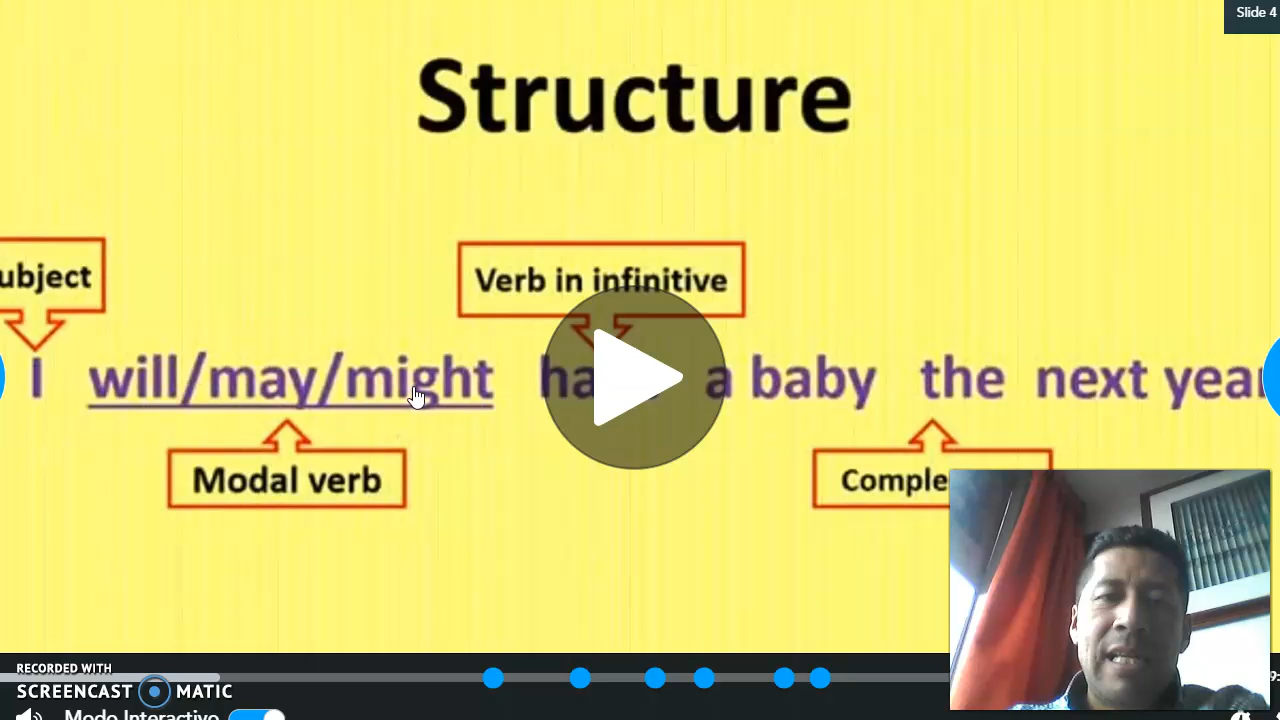 Slide 4
Structure
ubject
Verb in infinitive
I will/may/might a baby the next year
Modal verb
Comple
RECORDED WITH
SCREENCAST MATIC
Modo Interactivo